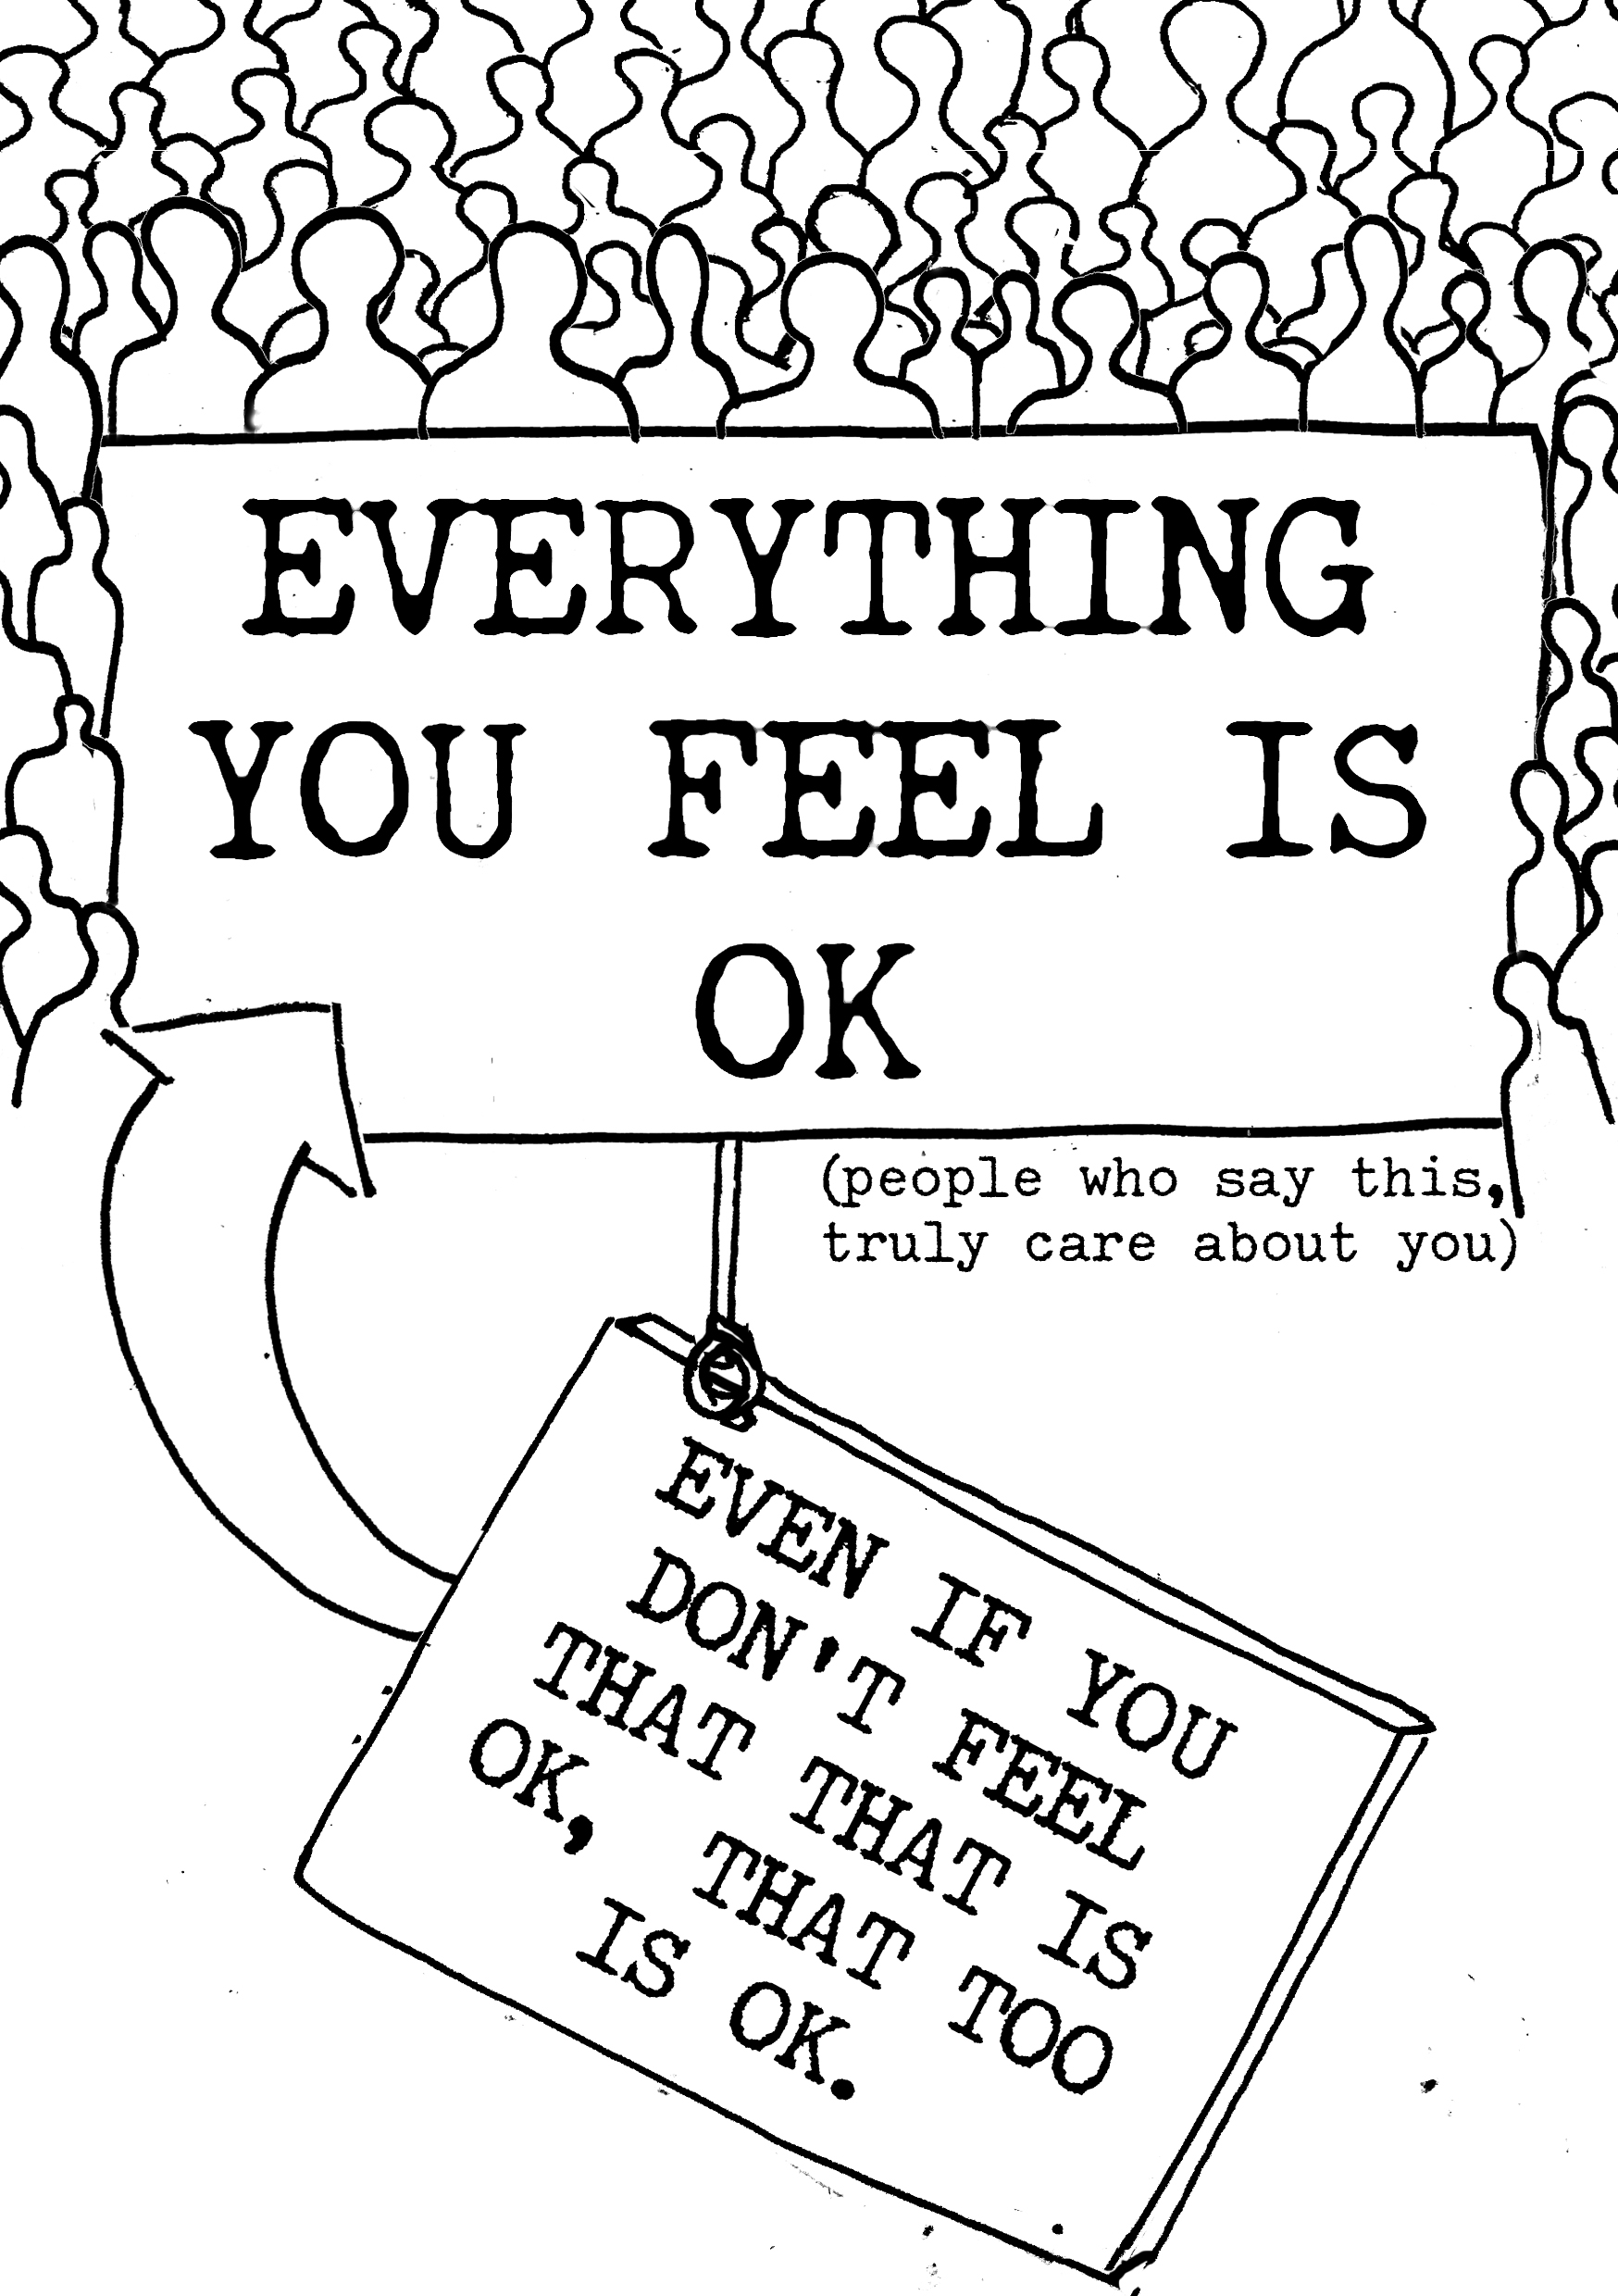 EVERYTHING
YOU FEEL IS
OK
(people who say this,
truly care about you)
EVEN IF YOU
DON'T FEEL
THAT THAT IS
OK, THAT TOO
IS OK.